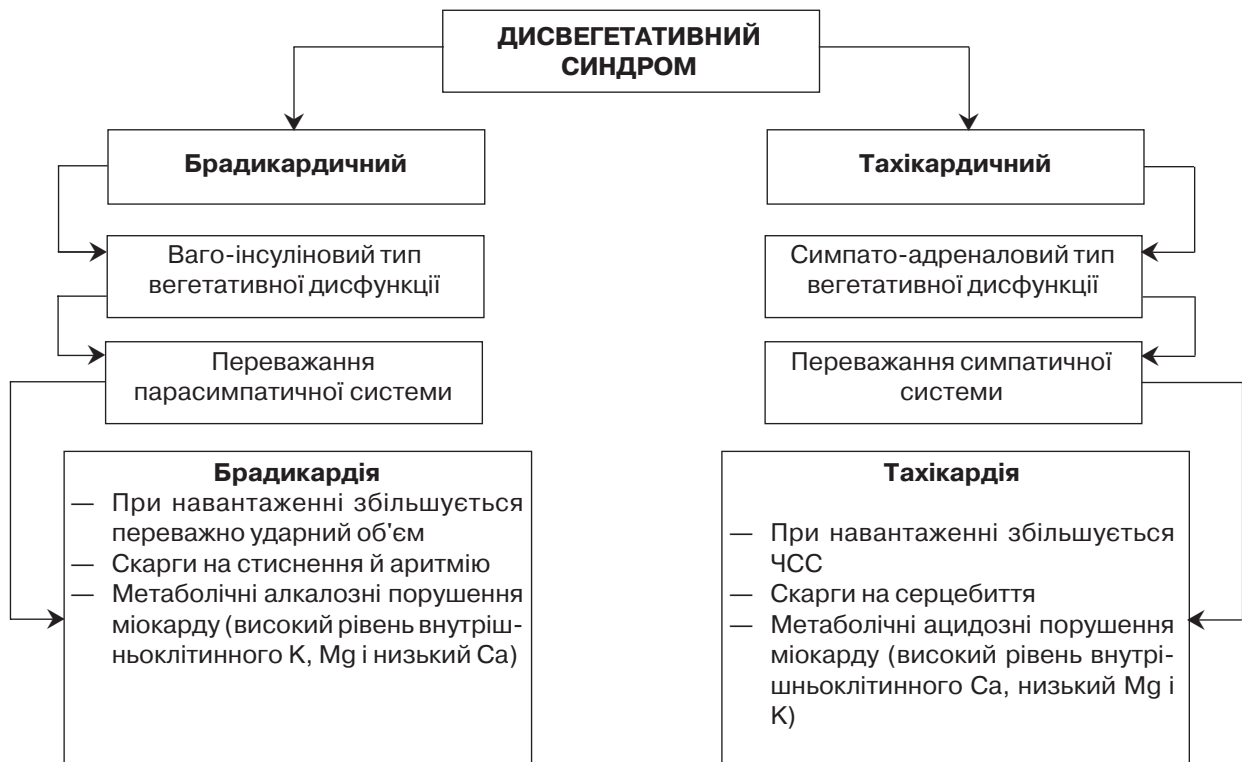 ДИСВЕГЕТАТИВНИЙ
СИНДРОМ
Брадикардичний
Ваго-інсуліновий тип
вегетативної дисфункції
Переважання
парасимпатичної системи
Брадикардія
— При навантаженні збільшується
переважно ударний об'єм
— Скарги на стиснення й аритмію
— Метаболічні алкалозні порушення
міокарду (високий рівень внутріш-
ньоклітинного K, Mg і низький Ca)
Тахікардичний
Симпато-адреналовий тип
вегетативної дисфункції
Переважання симпатичної
системи
Тахікардія
— При навантаженні збільшується
ЧСС
— Скарги на серцебиття
— Метаболічні ацидозні порушення
міокарду (високий рівень внутрі-
шньоклітинного Ca, низький Mg і
K)